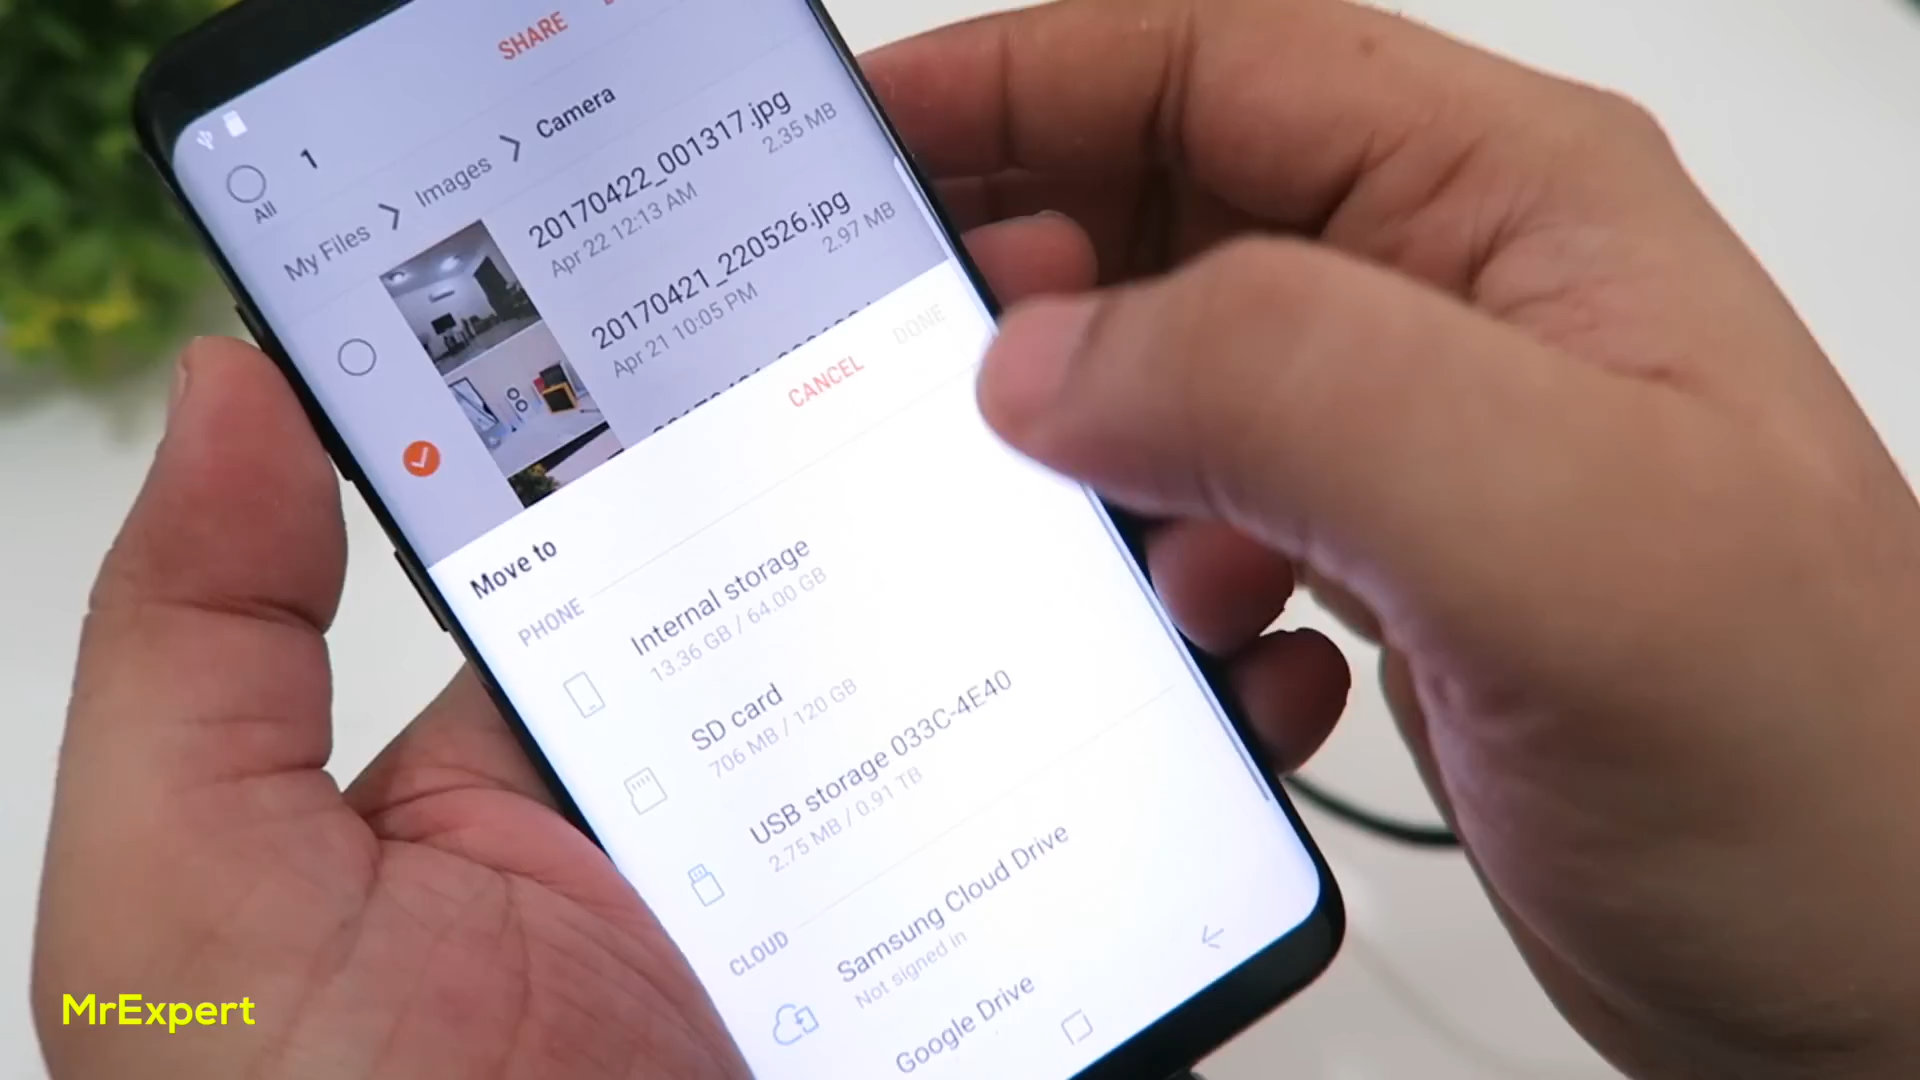 SHARE
1
All
My Files > Images > Camera
20170422_001317.jpg
Apr 22 12:13 AM
2.35 MB
20170421_220526.jpg
Apr 21 10:05 PM
2.97 MB
CANCEL
DONE
Move to
PHONE
Internal storage
13.36 GB / 64.00 GB
SD card
706 MB / 120 GB
USB storage 033C-4E40
2.75 MB / 0.91 TB
CLOUD
Samsung Cloud Drive
Not signed in
Google Drive
MrExpert